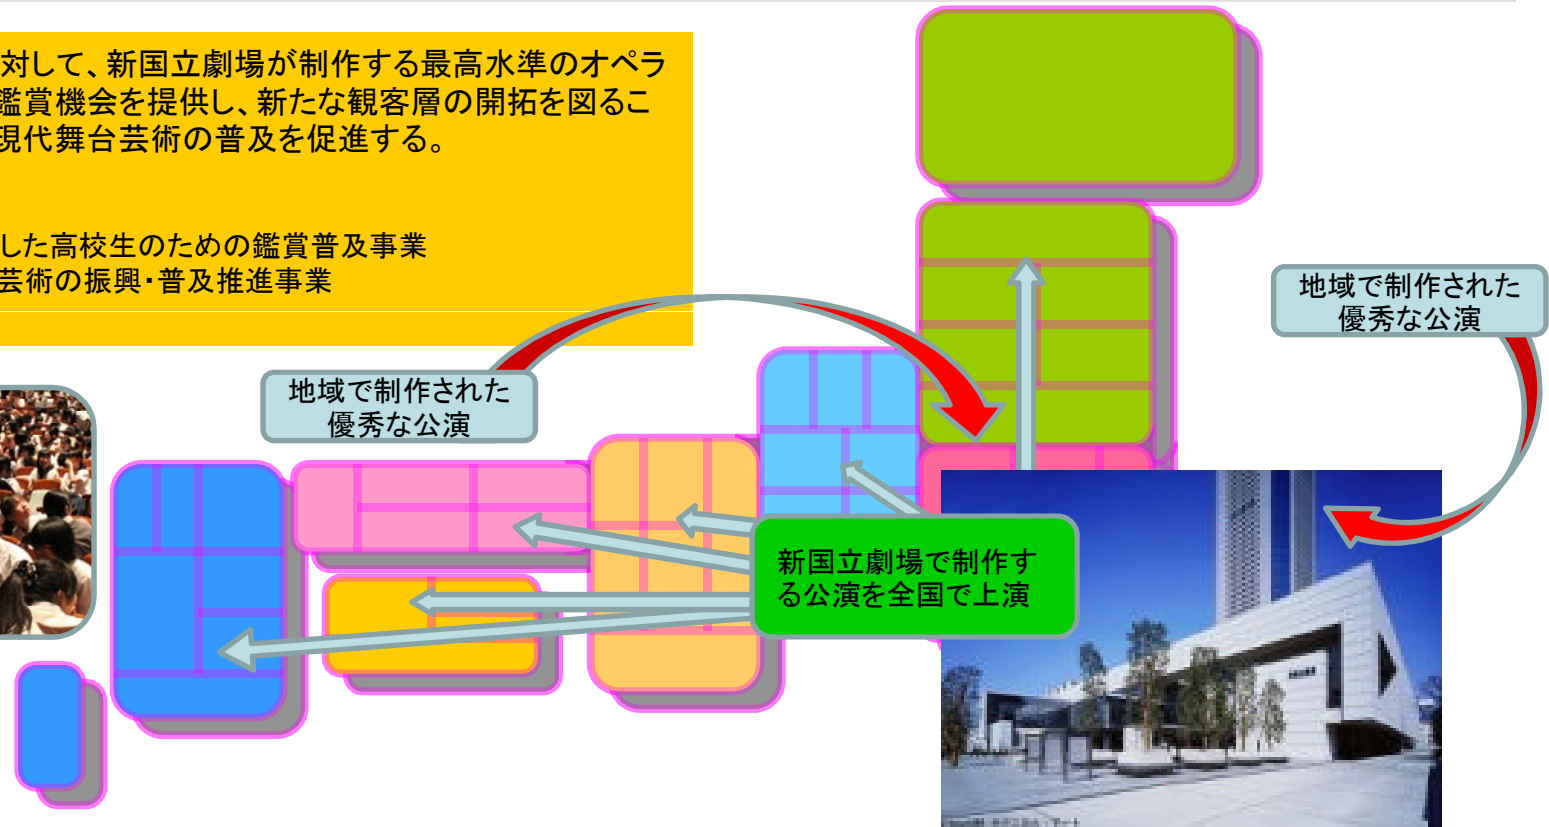 対して、新国立劇場が制作する最高水準のオペラ
鑑賞機会を提供し、新たな観客層の開拓を図るこ
現代舞台芸術の普及を促進する。
した高校生のための鑑賞普及事業
芸術の振興・普及推進事業
地域で制作された
優秀な公演
地域で制作された
優秀な公演
新国立劇場で制作す
る公演を全国で上演